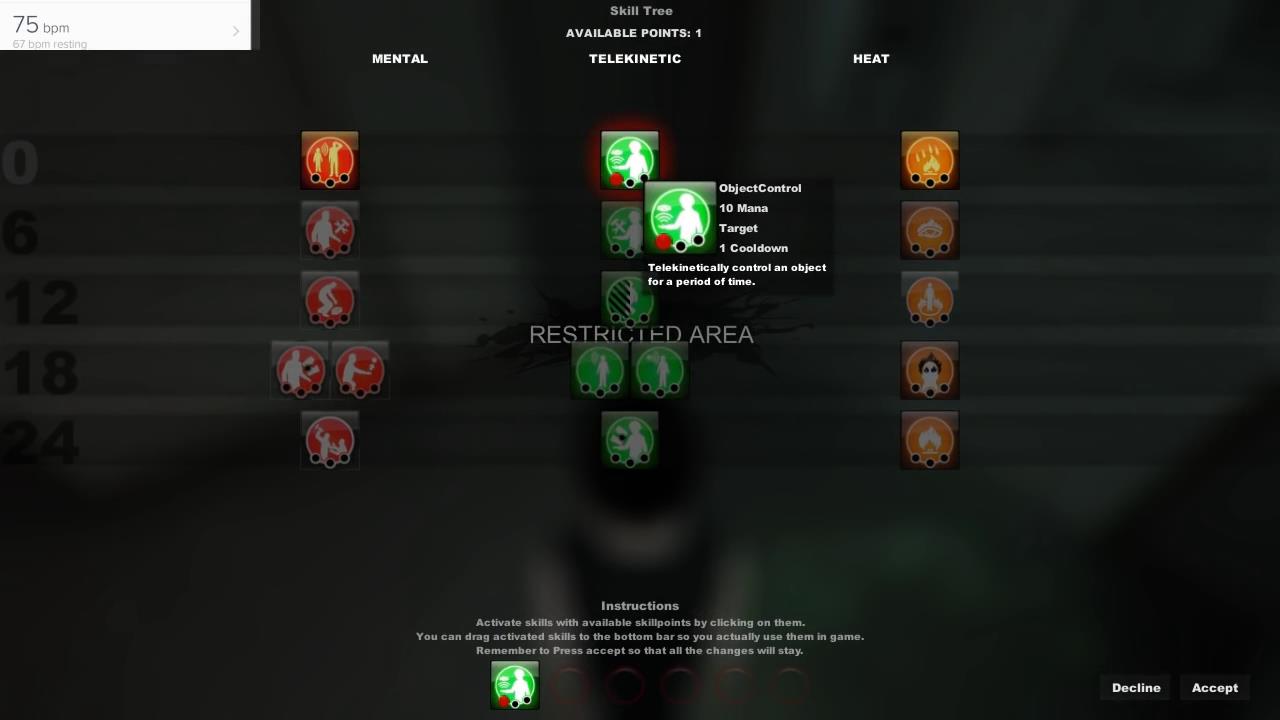 75 bpm
67 bpm resting
Skill Tree
AVAILABLE POINTS: 1
MENTAL
TELEKINETIC
HEAT
0
6
12
18
24
ObjectControl
10 Mana
Target
1 Cooldown
Telekinetically control an object
for a period of time.
RESTRICTED AREA
Instructions
Activate skills with available skillpoints by clicking on them.
You can drag activated skills to the bottom bar so you actually use them in game.
Remember to Press accept so that all the changes will stay.
Decline
Accept